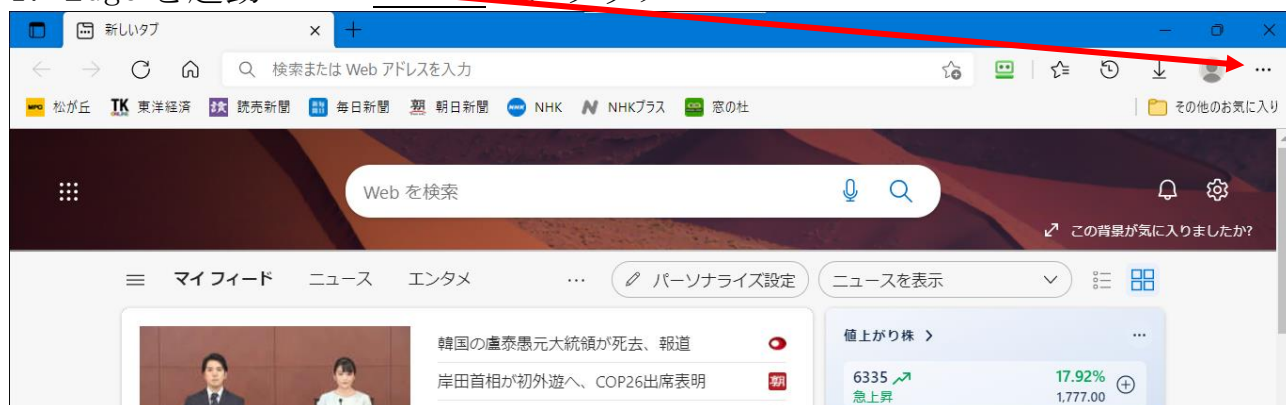 新しいタブ
検索または Web アドレスを入力
松が丘 東洋経済 読売新聞 毎日新聞 朝日新聞 NHK NHKプラス 窓の杜 その他のお気に入り
Web を検索
この背景が気に入りましたか?
マイ フィード ニュース エンタメ ... パーソナライズ設定 ニュースを表示
韓国の盧泰愚元大統領が死去、報道
値上がり株 >
岸田首相が初外遊へ、COP26出席表明
6335 17.92%
急上昇 1,777.00